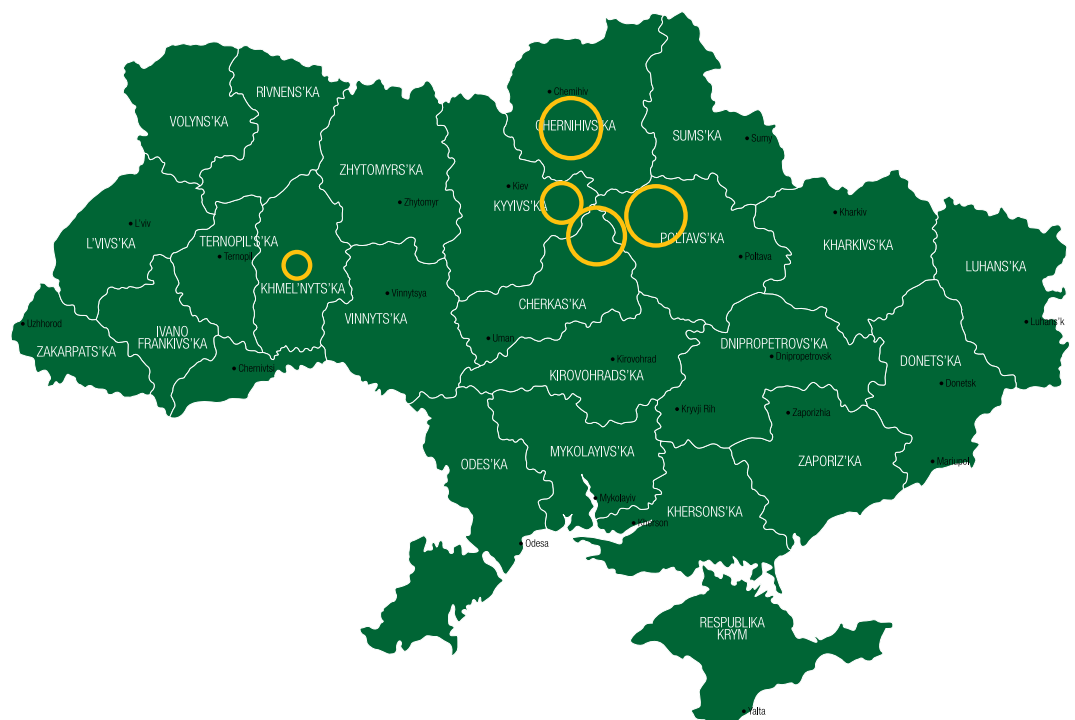 Chernihiv
RIVNENS'KA
VOLYNS'KA
CHERNIHIVS'KA
SUMS'KA
Sumy
ZHYTOMYRS'KA
Kiev
Zhytomyr
KYYIVS'KA
Kharkiv
L'viv
L'VIVS'KA
TERNOPIL'S'KA
Ternopil'
POLTAVS'KA
KHARKIVS'KA
Poltava
LUHANS'KA
KHMEL'NYTS'KA
Vinnytsya
VINNYTS'KA
CHERKAS'KA
Uzhhorod
ZAKARPATS'KA
IVANO
FRANKIVS'KA
Uman
Luhans'k
DNIPROPETROVS'KA
Dnipropetrovsk
DONETS'KA
Chernivtsi
Kirovohrad
KIROVOHRADS'KA
Donetsk
Kryvji Rih
Zaporizhia
ODES'KA
MYKOLAYIVS'KA
ZAPORIZ'KA
Mariupol'
Mykolayiv
KHERSONS'KA
Kherson
Odesa
RESPUBLIKA
KRYM
Yalta